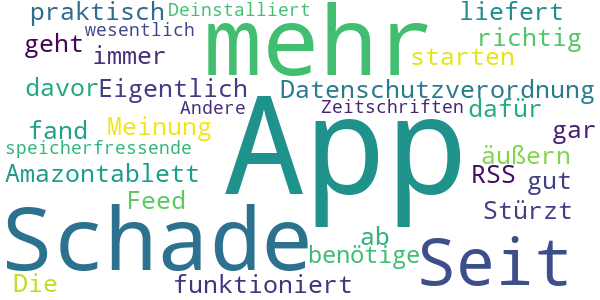 praktisch
Deinstalliert
mehr
liefert
geht
wesentlich
richtig
immer
starten
davor
Eigentlich
Datenschutzverordnung
Andere
Zeitschriften
dafür
App
fand
Meinung
gar
speicherfressende
äußern
Amazontablett
RSS
gut
Feed
Stürzt
Schade
ab
Seit
benötige
Die
funktioniert